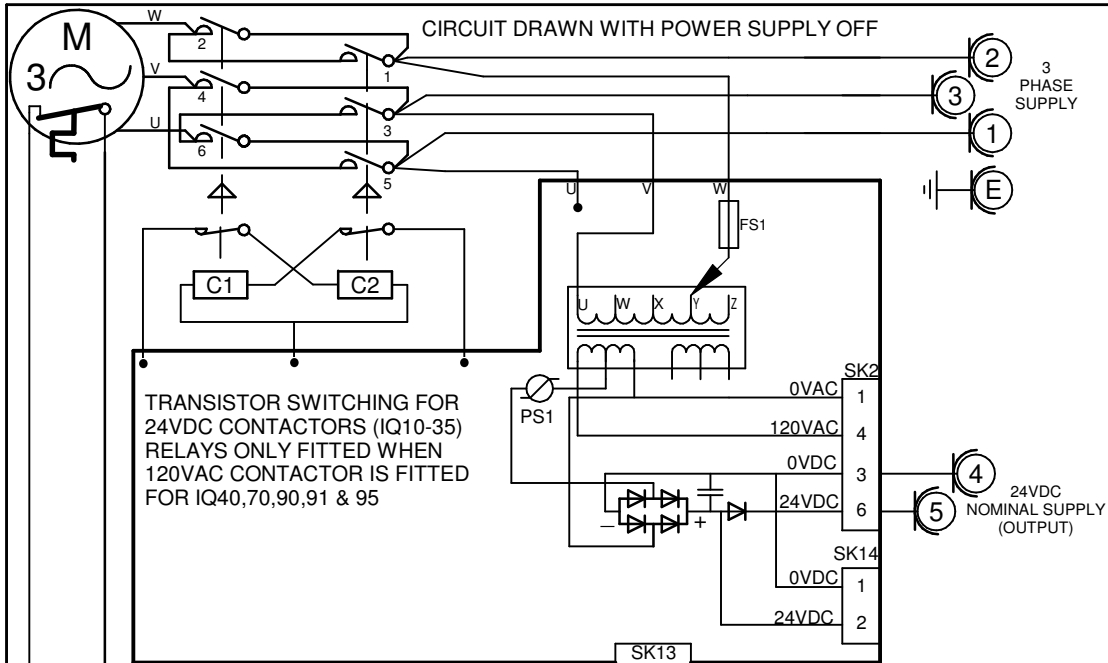 CIRCUIT DRAWN WITH POWER SUPPLY OFF
M
3
W
V
U
2
4
6
1
3
5
2
3
1
E
3
PHASE
SUPPLY
U
V
W
FS1
C1
C2
U
W
X
Y
Z
PS1
TRANSISTOR SWITCHING FOR
24VDC CONTACTORS (IQ10-35)
RELAYS ONLY FITTED WHEN
120VAC CONTACTOR IS FITTED
FOR IQ40,70,90,91 & 95
SK2
0VAC 1
120VAC 4
0VDC 3
24VDC 6
– +
4
5
24VDC
NOMINAL SUPPLY
(OUTPUT)
SK14
0VDC 1
24VDC 2
SK13